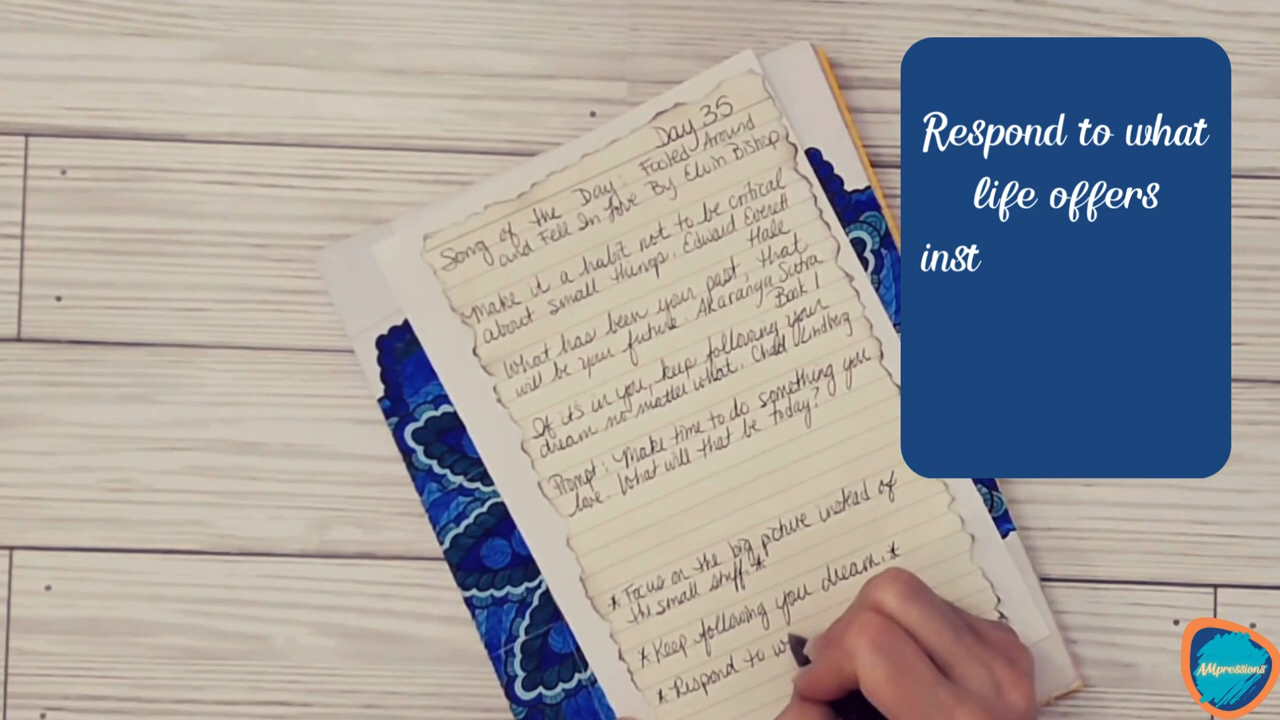 Day 35
Song of the Day: Fooled Around
and Fell In Love By Elvin Bishop
Make it a habit not to be critical
about small things. Edward Everett
Hale
What has been your past, that
will be your future. Akaranga Sutra
Book 1
If it's in you, keep following your
dream no matter what. Chad Lindberg
Prompt: Make time to do something you
love. What will that be today?
*Focus on the big picture instead of
the small stuff.*
*Keep following you dream.*
*Respond to w
Respond to what
life offers
inst
AMpressions